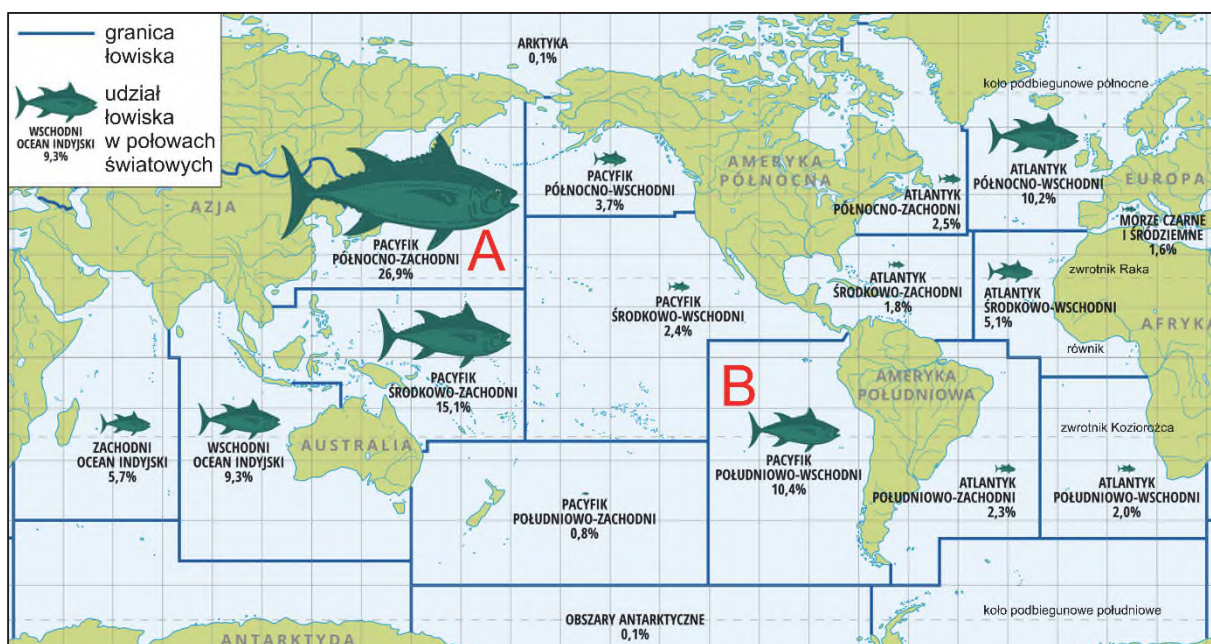 granica
łowiska
udział
łowiska
w połowach
światowych
WSCHODNI
OCEAN INDYJSKI
9,3%
ARKTYKA
0,1%
koło podbiegunowe północne
AZJA
AMERYKA
PÓŁNOCNA
EUROPA
PACYFIK
PÓŁNOCNO-WSCHODNI
3,7%
ATLANTYK
PÓŁNOCNO-ZACHODNI
2,5%
ATLANTYK
PÓŁNOCNO-WSCHODNI
10,2%
MORZE CZARNE
I ŚRÓDZIEMNE
1,6%
PACYFIK
PÓŁNOCNO-ZACHODNI
26,9%
A
zwrotnik Raka
PACYFIK
ŚRODKOWO-WSCHODNI
2,4%
ATLANTYK
ŚRODKOWO-ZACHODNI
1,8%
ATLANTYK
ŚRODKOWO-WSCHODNI
5,1%
AFRYKA
równik
PACYFIK
ŚRODKOWO-ZACHODNI
15,1%
B
AMERYKA
POŁUDNIOWA
zwrotnik Koziorożca
ZACHODNI
OCEAN INDYJSKI
5,7%
WSCHODNI
OCEAN INDYJSKI
9,3%
AUSTRALIA
PACYFIK
POŁUDNIOWO-WSCHODNI
10,4%
PACYFIK
POŁUDNIOWO-ZACHODNI
0,8%
ATLANTYK
POŁUDNIOWO-ZACHODNI
2,3%
ATLANTYK
POŁUDNIOWO-WSCHODNI
2,0%
koło podbiegunowe południowe
OBSZARY ANTARKTYCZNE
0,1%
ANTARKTYDA